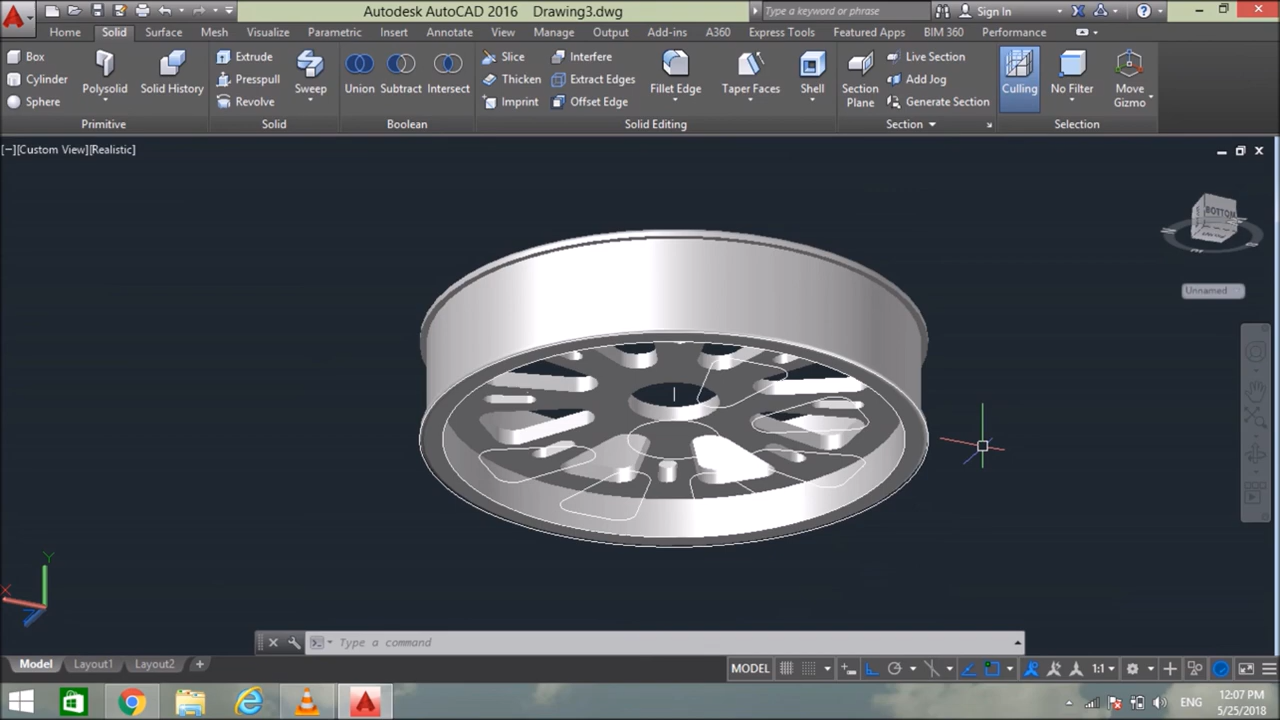 Autodesk AutoCAD 2016 Drawing3.dwg
Type a keyword or phrase
Sign In
Home Solid Surface Mesh Visualize Parametric Insert Annotate View Manage Output Add-ins A360 Express Tools Featured Apps BIM 360 Performance
Box
Cylinder
Sphere
Polysolid
Solid History
Primitive
Extrude
Presspull
Revolve
Sweep
Solid
Union
Subtract
Intersect
Boolean
Slice
Thicken
Imprint
Interfere
Extract Edges
Offset Edge
Fillet Edge
Taper Faces
Shell
Solid Editing
Section
Plane
Live Section
Add Jog
Generate Section
Section
Culling
No Filter
Move
Gizmo
Selection
[−][Custom View][Realistic]
BOTTOM
Unnamed
Y
X
Type a command
Model Layout1 Layout2
MODEL
1:1
ENG
12:07 PM
5/25/2018